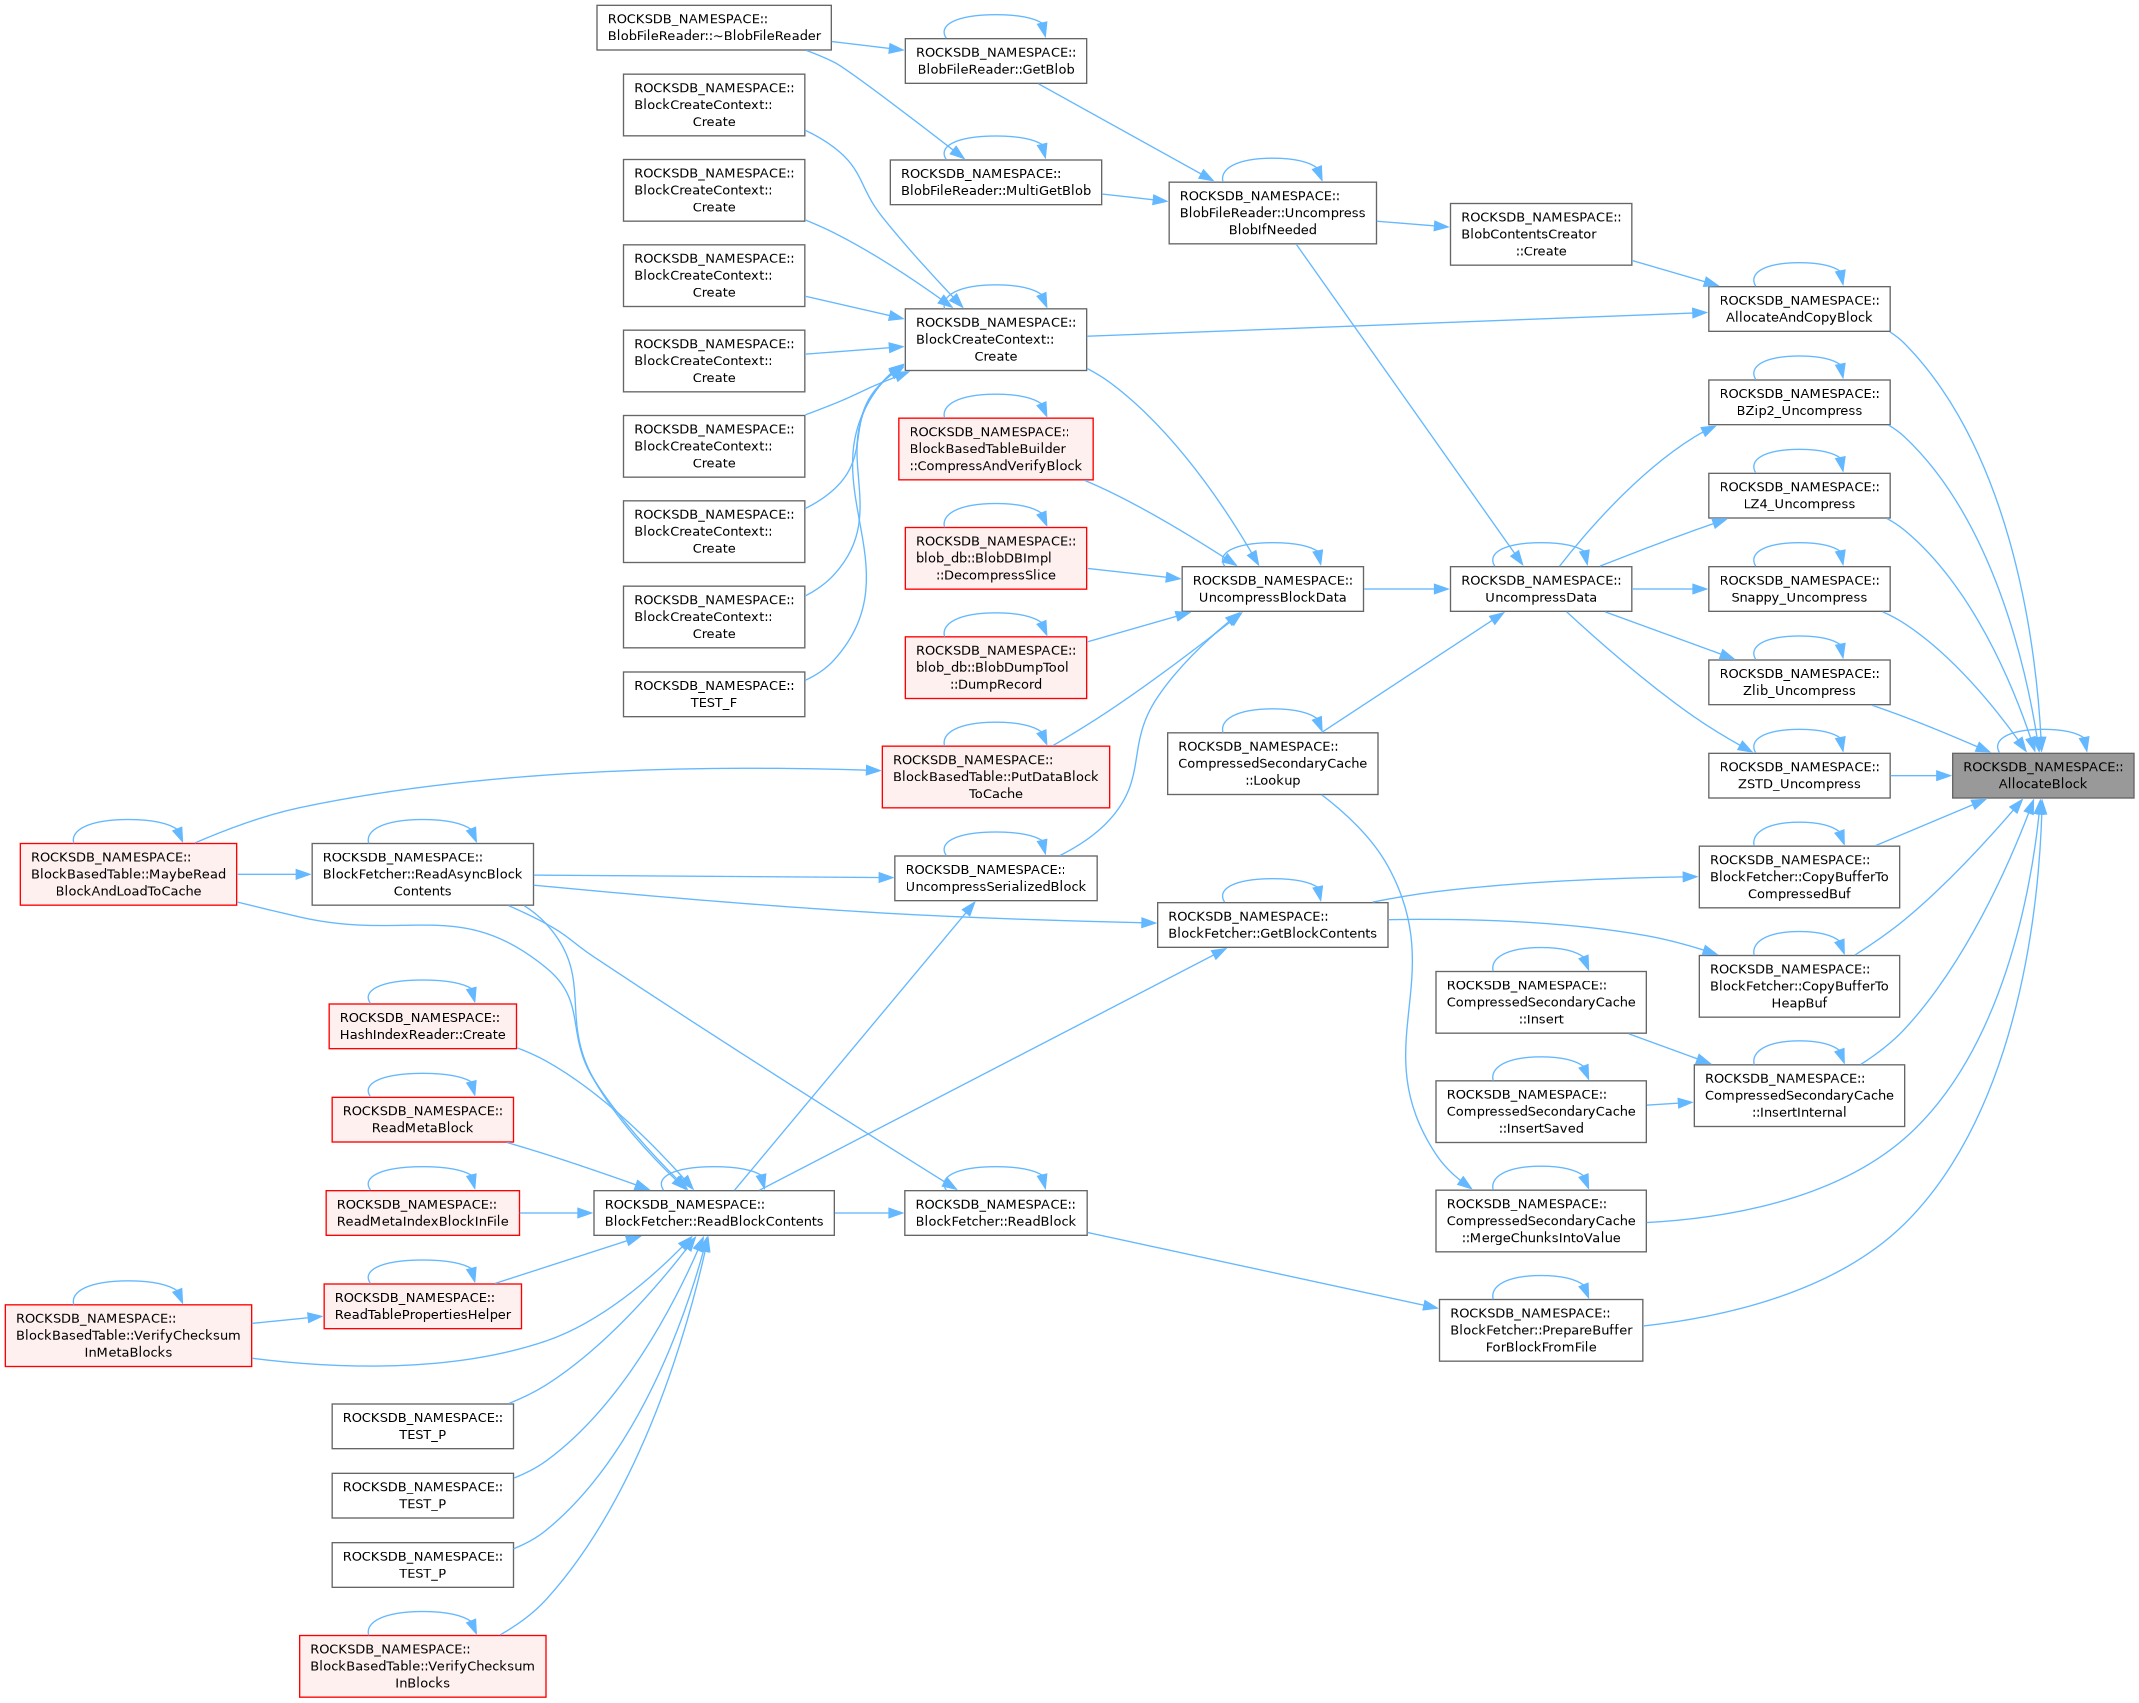 ROCKSDB_NAMESPACE::
BlobFileReader::~BlobFileReader
ROCKSDB_NAMESPACE::
BlobFileReader::GetBlob
ROCKSDB_NAMESPACE::
BlockCreateContext::
Create
ROCKSDB_NAMESPACE::
BlobFileReader::MultiGetBlob
ROCKSDB_NAMESPACE::
BlockCreateContext::
Create
ROCKSDB_NAMESPACE::
BlobFileReader::Uncompress
BlobIfNeeded
ROCKSDB_NAMESPACE::
BlobContentsCreator
::Create
ROCKSDB_NAMESPACE::
BlockCreateContext::
Create
ROCKSDB_NAMESPACE::
AllocateAndCopyBlock
ROCKSDB_NAMESPACE::
BlockCreateContext::
Create
ROCKSDB_NAMESPACE::
BlockCreateContext::
Create
ROCKSDB_NAMESPACE::
BZip2_Uncompress
ROCKSDB_NAMESPACE::
BlockCreateContext::
Create
ROCKSDB_NAMESPACE::
BlockBasedTableBuilder
::CompressAndVerifyBlock
ROCKSDB_NAMESPACE::
LZ4_Uncompress
ROCKSDB_NAMESPACE::
BlockCreateContext::
Create
ROCKSDB_NAMESPACE::
blob_db::BlobDBImpl
::DecompressSlice
ROCKSDB_NAMESPACE::
UncompressBlockData
ROCKSDB_NAMESPACE::
UncompressData
ROCKSDB_NAMESPACE::
Snappy_Uncompress
ROCKSDB_NAMESPACE::
BlockCreateContext::
Create
ROCKSDB_NAMESPACE::
blob_db::BlobDumpTool
::DumpRecord
ROCKSDB_NAMESPACE::
Zlib_Uncompress
ROCKSDB_NAMESPACE::
TEST_F
ROCKSDB_NAMESPACE::
CompressedSecondaryCache
::Lookup
ROCKSDB_NAMESPACE::
BlockBasedTable::PutDataBlock
ToCache
ROCKSDB_NAMESPACE::
ZSTD_Uncompress
ROCKSDB_NAMESPACE::
AllocateBlock
ROCKSDB_NAMESPACE::
BlockBasedTable::MaybeRead
BlockAndLoadToCache
ROCKSDB_NAMESPACE::
BlockFetcher::ReadAsyncBlock
Contents
ROCKSDB_NAMESPACE::
UncompressSerializedBlock
ROCKSDB_NAMESPACE::
BlockFetcher::CopyBufferTo
CompressedBuf
ROCKSDB_NAMESPACE::
BlockFetcher::GetBlockContents
ROCKSDB_NAMESPACE::
BlockFetcher::CopyBufferTo
HeapBuf
ROCKSDB_NAMESPACE::
CompressedSecondaryCache
::Insert
ROCKSDB_NAMESPACE::
HashIndexReader::Create
ROCKSDB_NAMESPACE::
CompressedSecondaryCache
::InsertInternal
ROCKSDB_NAMESPACE::
CompressedSecondaryCache
::InsertSaved
ROCKSDB_NAMESPACE::
ReadMetaBlock
ROCKSDB_NAMESPACE::
ReadMetaIndexBlockInFile
ROCKSDB_NAMESPACE::
BlockFetcher::ReadBlockContents
ROCKSDB_NAMESPACE::
BlockFetcher::ReadBlock
ROCKSDB_NAMESPACE::
CompressedSecondaryCache
::MergeChunksIntoValue
ROCKSDB_NAMESPACE::
ReadTablePropertiesHelper
ROCKSDB_NAMESPACE::
BlockBasedTable::VerifyChecksum
InMetaBlocks
ROCKSDB_NAMESPACE::
BlockFetcher::PrepareBuffer
ForBlockFromFile
ROCKSDB_NAMESPACE::
TEST_P
ROCKSDB_NAMESPACE::
TEST_P
ROCKSDB_NAMESPACE::
TEST_P
ROCKSDB_NAMESPACE::
BlockBasedTable::VerifyChecksum
InBlocks